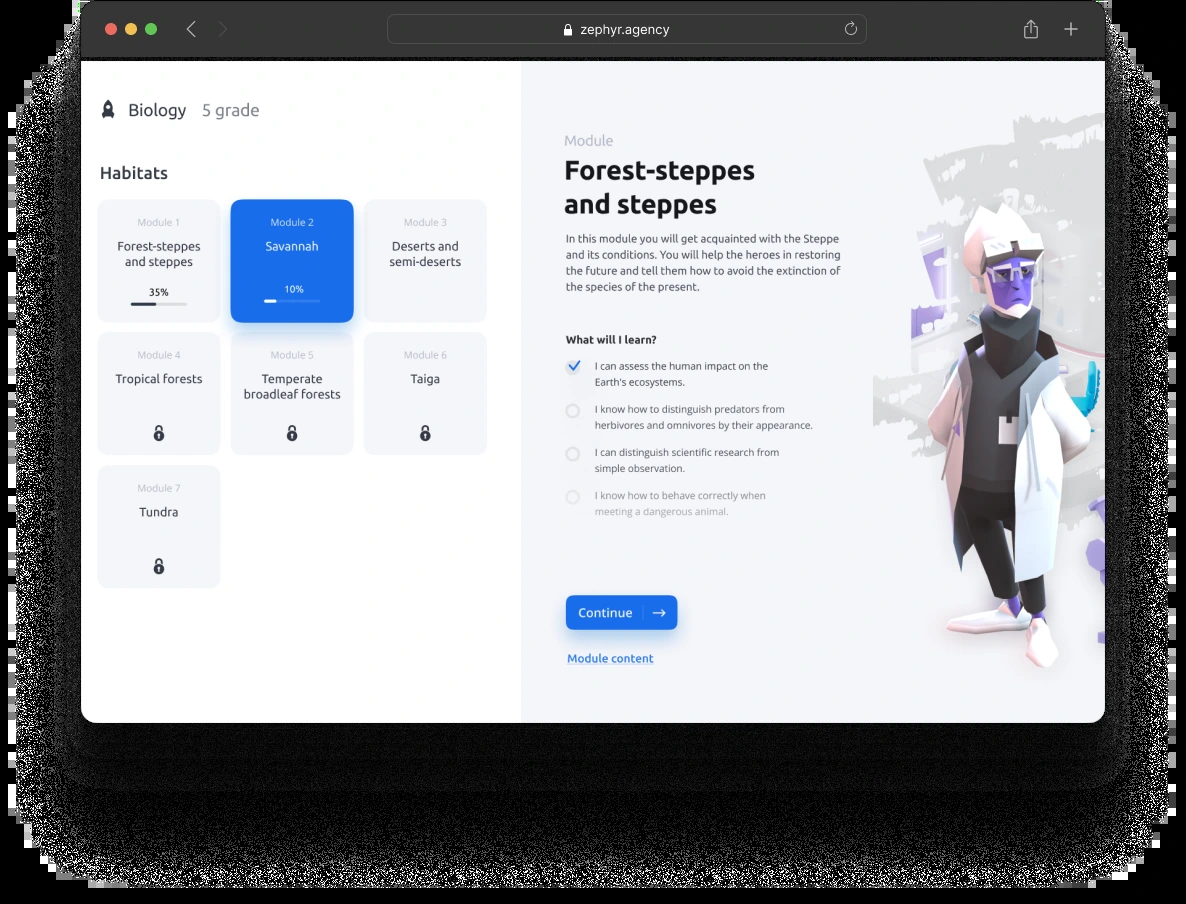 zephyr.agency
Biology 5 grade
Habitats
Module 1
Forest-steppes
and steppes
35%
Module 2
Savannah
10%
Module 3
Deserts and
semi-deserts
Module 4
Tropical forests
Module 5
Temperate
broadleaf forests
Module 6
Taiga
Module 7
Tundra
Module
Forest-steppes
and steppes
In this module you will get acquainted with the Steppe
and its conditions. You will help the heroes in restoring
the future and tell them how to avoid the extinction of
the species of the present.
What will I learn?
I can assess the human impact on the
Earth's ecosystems.
I know how to distinguish predators from
herbivores and omnivores by their appearance.
I can distinguish scientific research from
simple observation.
I know how to behave correctly when
meeting a dangerous animal.
Continue
Module content